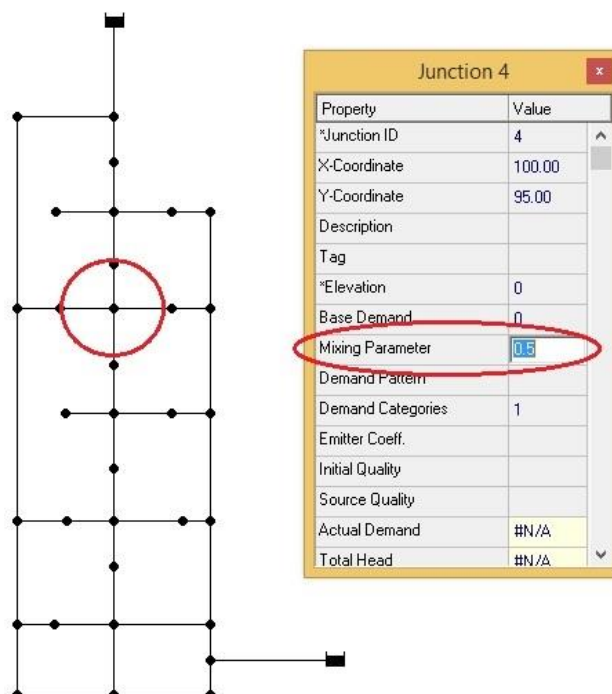 Junction 4
x
Property Value
*Junction ID 4
X-Coordinate 100.00
Y-Coordinate 95.00
Description
Tag
*Elevation 0
Base Demand 0
Mixing Parameter 0.5
Demand Pattern
Demand Categories 1
Emitter Coeff.
Initial Quality
Source Quality
Actual Demand #N/A
Total Head #N/A